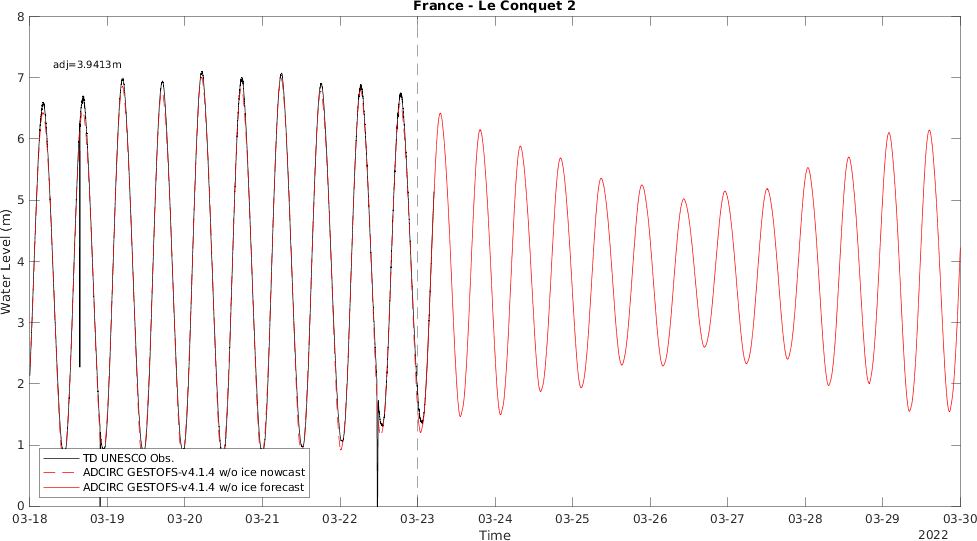 France - Le Conquet 2
adj=3.9413m
8
7
6
5
4
3
2
1
0
Water Level (m)
TD UNESCO Obs.
ADCIRC GESTOFS-v4.1.4 w/o ice nowcast
ADCIRC GESTOFS-v4.1.4 w/o ice forecast
03-18 03-19 03-20 03-21 03-22 03-23 03-24 03-25 03-26 03-27 03-28 03-29 03-30
Time
2022